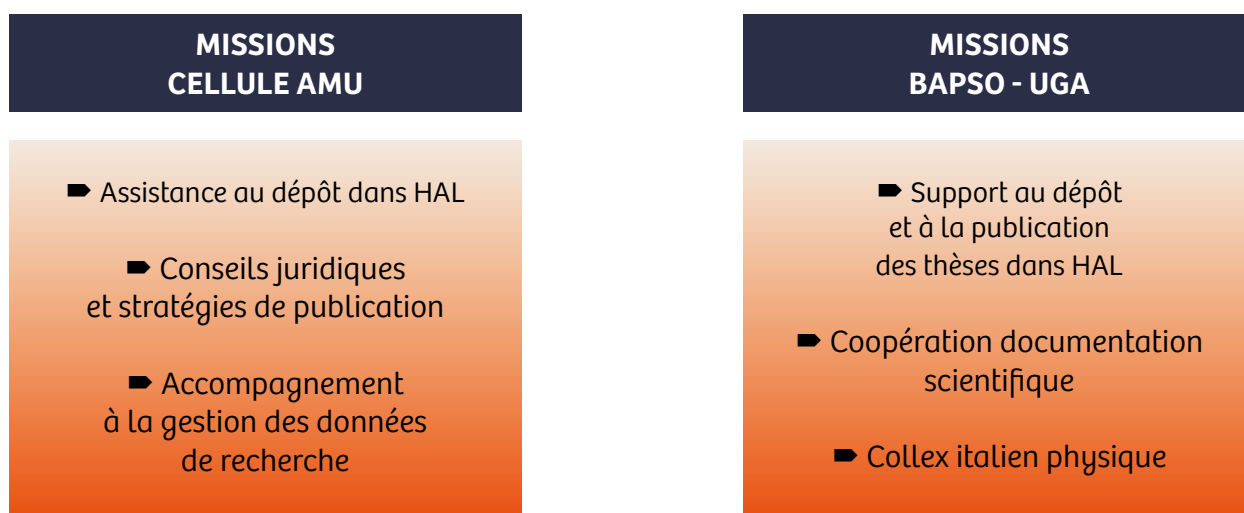 MISSIONS
CELLULE AMU
Assistance au dépôt dans HAL
Conseils juridiques
et stratégies de publication
Accompagnement
à la gestion des données
de recherche
MISSIONS
BAPSO - UGA
Support au dépôt
et à la publication
des thèses dans HAL
Coopération documentation
scientifique
Collex italien physique